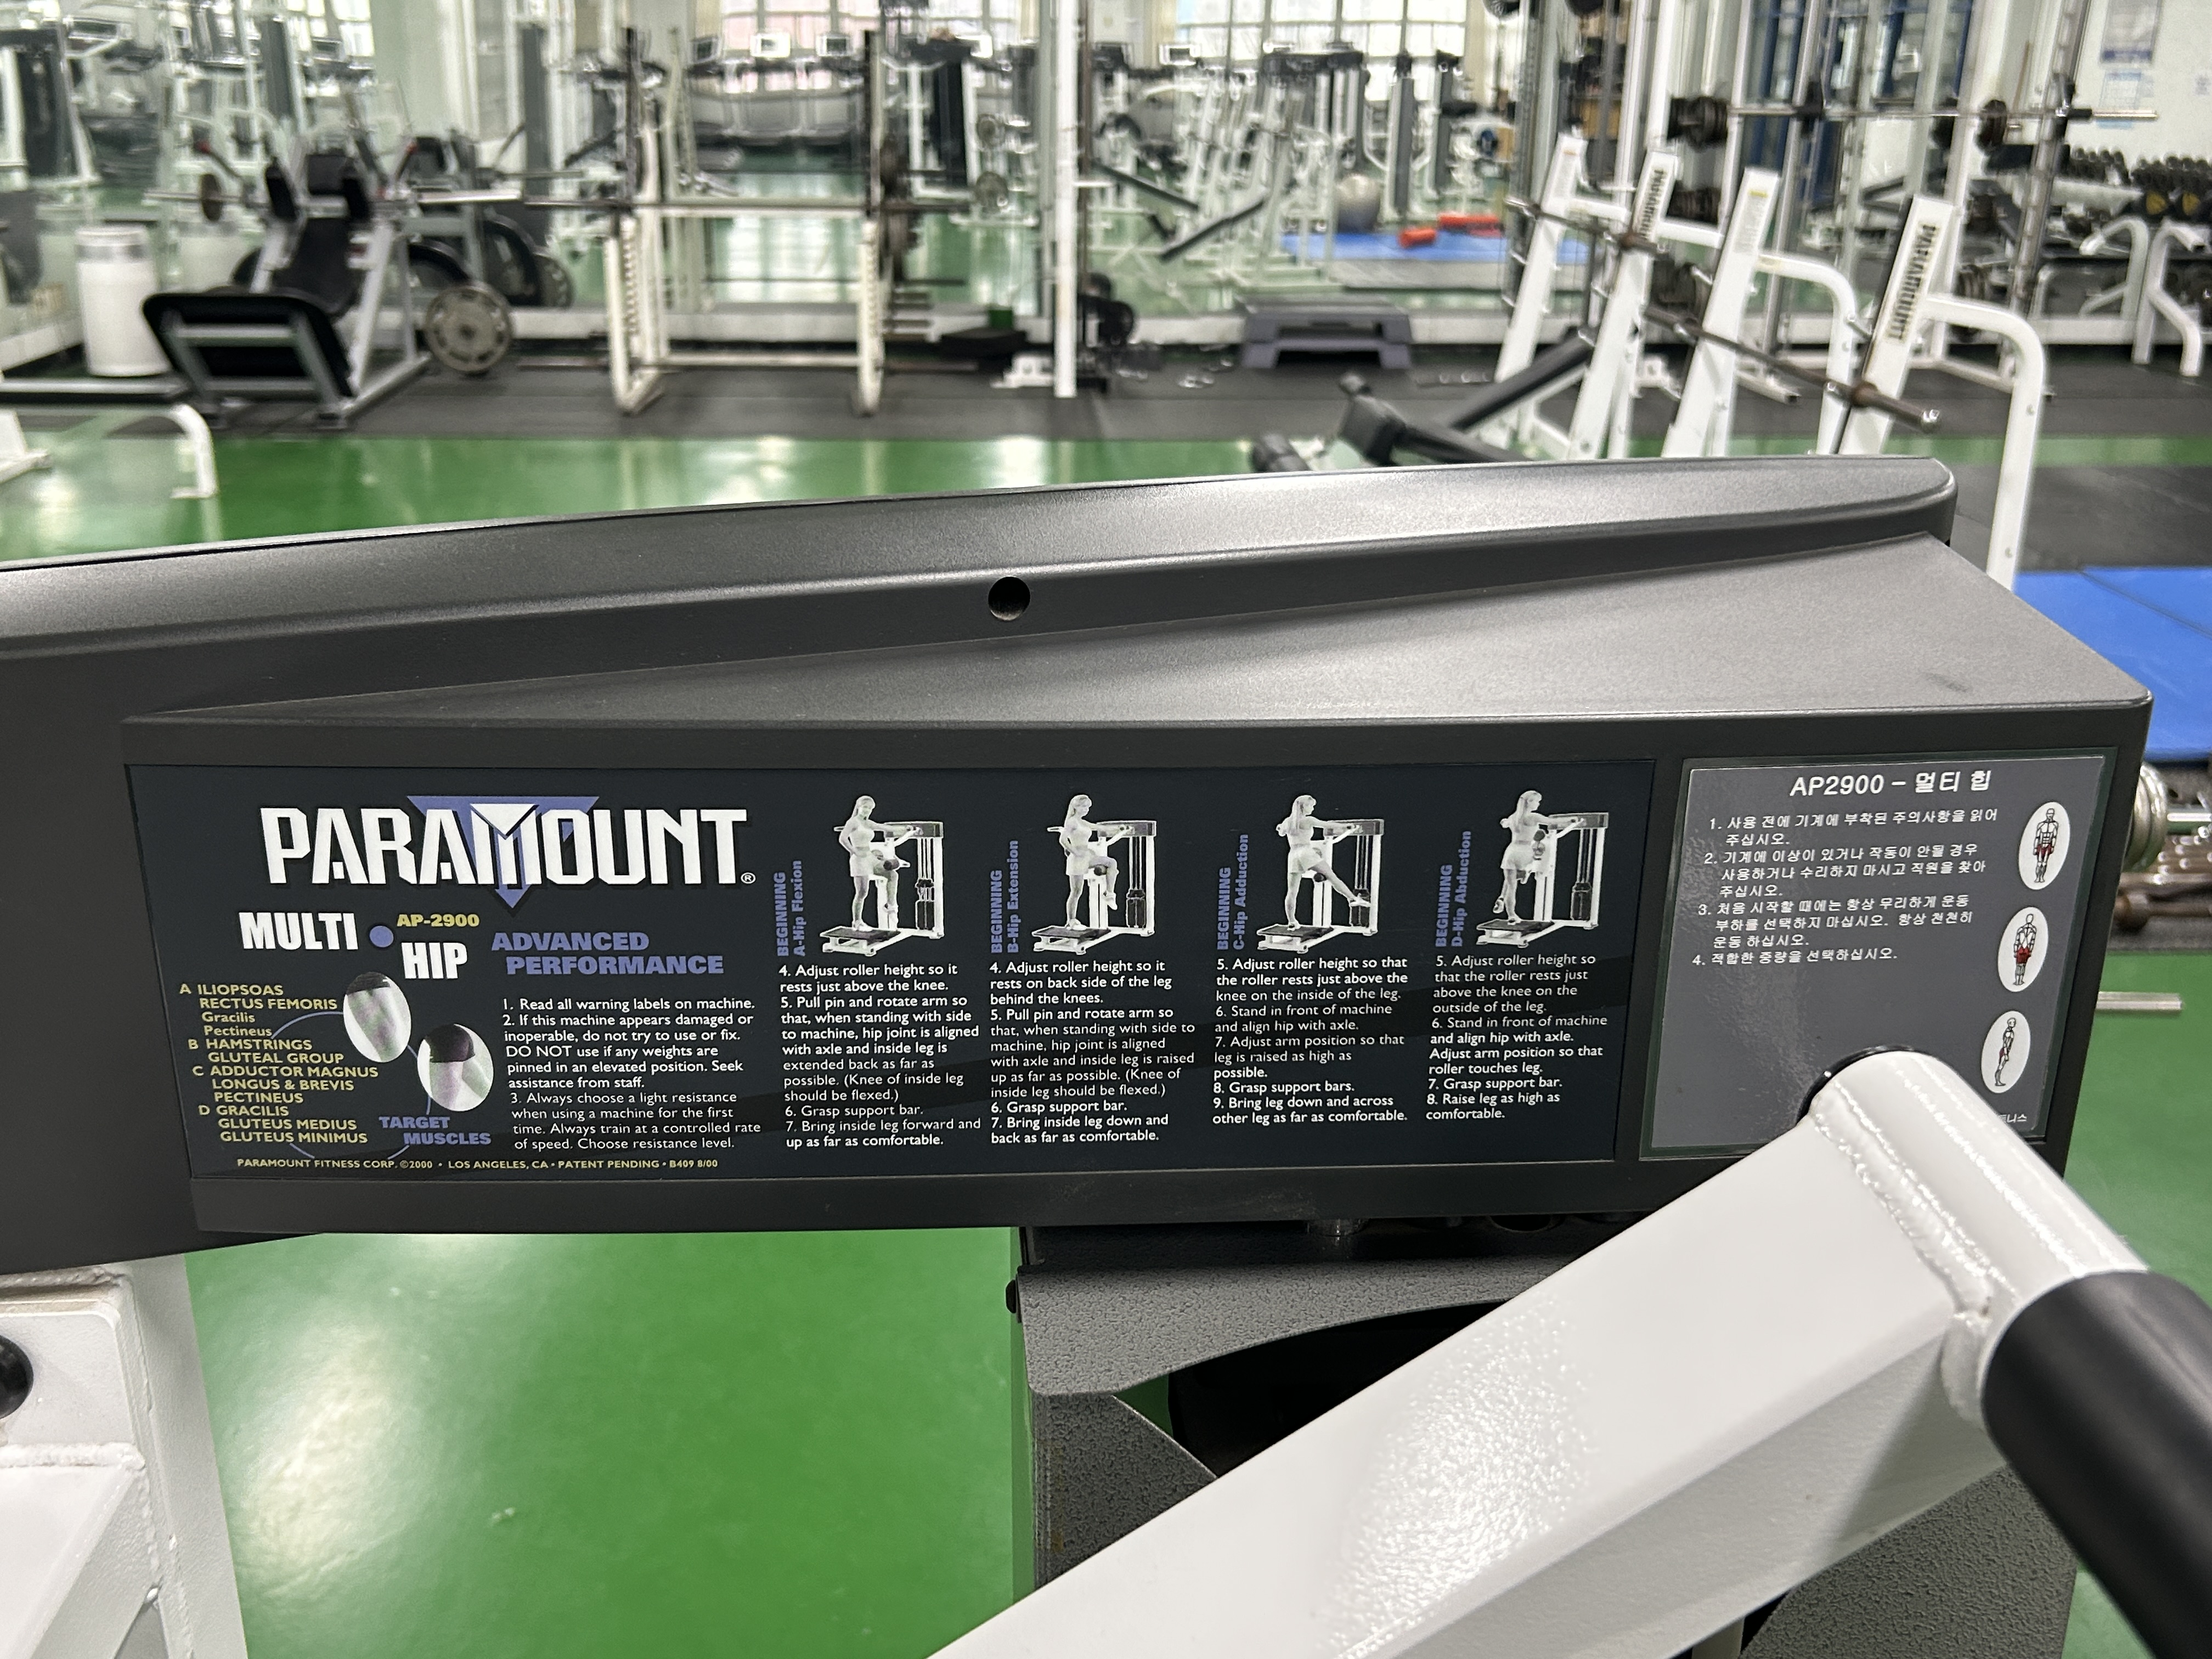 PARAMOUNT®
MULTI • HIP
AP-2900
ADVANCED
PERFORMANCE
A ILIOPSOAS
RECTUS FEMORIS
Gracilis
Pectineus
B HAMSTRINGS
GLUTEAL GROUP
C ADDUCTOR MAGNUS
LONGUS & BREVIS
PECTINEUS
D GRACILIS
GLUTEUS MEDIUS
GLUTEUS MINIMUS
TARGET
MUSCLES
1. Read all warning labels on machine.
2. If this machine appears damaged or
inoperable, do not try to use or fix.
DO NOT use if any weights are
pinned in an elevated position. Seek
assistance from staff.
3. Always choose a light resistance
when using a machine for the first
time. Always train at a controlled rate
of speed. Choose resistance level.
PARAMOUNT FITNESS CORP. ©2000 • LOS ANGELES, CA • PATENT PENDING • B409 8/00
BEGINNING
A-Hip Flexion
4. Adjust roller height so it
rests just above the knee.
5. Pull pin and rotate arm so
that, when standing with side
to machine, hip joint is aligned
with axle and inside leg is
extended back as far as
possible. (Knee of inside leg
should be flexed.)
6. Grasp support bar.
7. Bring inside leg forward and
up as far as comfortable.
BEGINNING
B-Hip Extension
4. Adjust roller height so it
rests on back side of the leg
behind the knees.
5. Pull pin and rotate arm so
that, when standing with side to
machine, hip joint is aligned
with axle and inside leg is raised
up as far as possible. (Knee of
inside leg should be flexed.)
6. Grasp support bar.
7. Bring inside leg down and
back as far as comfortable.
BEGINNING
C-Hip Adduction
5. Adjust roller height so that
the roller rests just above the
knee on the inside of the leg.
6. Stand in front of machine
and align hip with axle.
7. Adjust arm position so that
leg is raised as high as
possible.
8. Grasp support bars.
9. Bring leg down and across
other leg as far as comfortable.
BEGINNING
D-Hip Abduction
5. Adjust roller height so
that the roller rests just
above the knee on the
outside of the leg.
6. Stand in front of machine
and align hip with axle.
Adjust arm position so that
roller touches leg.
7. Grasp support bar.
8. Raise leg as high as
comfortable.
AP2900 – 멀티 힙
1. 사용 전에 기계에 부착된 주의사항을 읽어
주십시오.
2. 기계에 이상이 있거나 작동이 안될 경우
사용하거나 수리하지 마시고 직원을 찾아
주십시오.
3. 처음 시작할 때에는 항상 무리하게 운동
부하를 선택하지 마십시오. 항상 천천히
운동 하십시오.
4. 적합한 중량을 선택하십시오.
PARAMOUNT